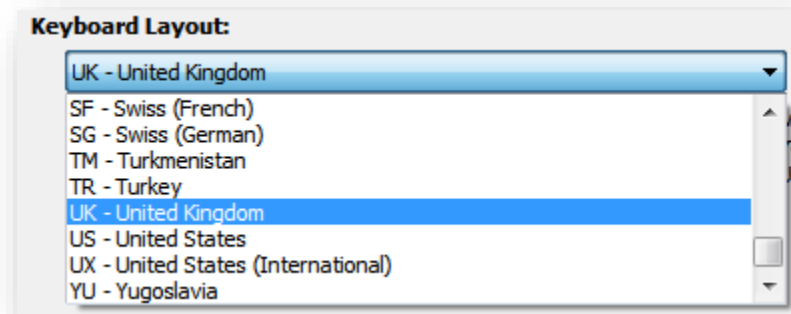 Keyboard Layout:
UK - United Kingdom
SF - Swiss (French)
SG - Swiss (German)
TM - Turkmenistan
TR - Turkey
UK - United Kingdom
US - United States
UX - United States (International)
YU - Yugoslavia